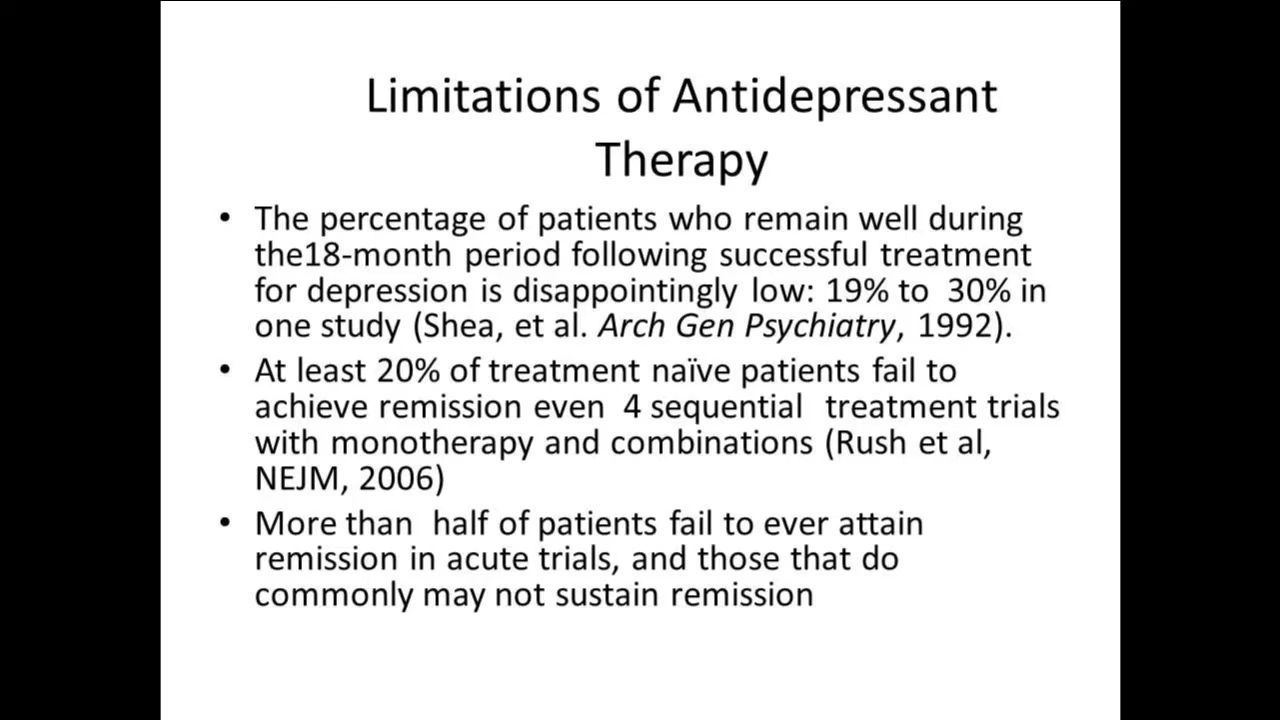 Limitations of Antidepressant
Therapy
• The percentage of patients who remain well during
the18-month period following successful treatment
for depression is disappointingly low: 19% to 30% in
one study (Shea, et al. Arch Gen Psychiatry, 1992).
• At least 20% of treatment naïve patients fail to
achieve remission even 4 sequential treatment trials
with monotherapy and combinations (Rush et al,
NEJM, 2006)
• More than half of patients fail to ever attain
remission in acute trials, and those that do
commonly may not sustain remission